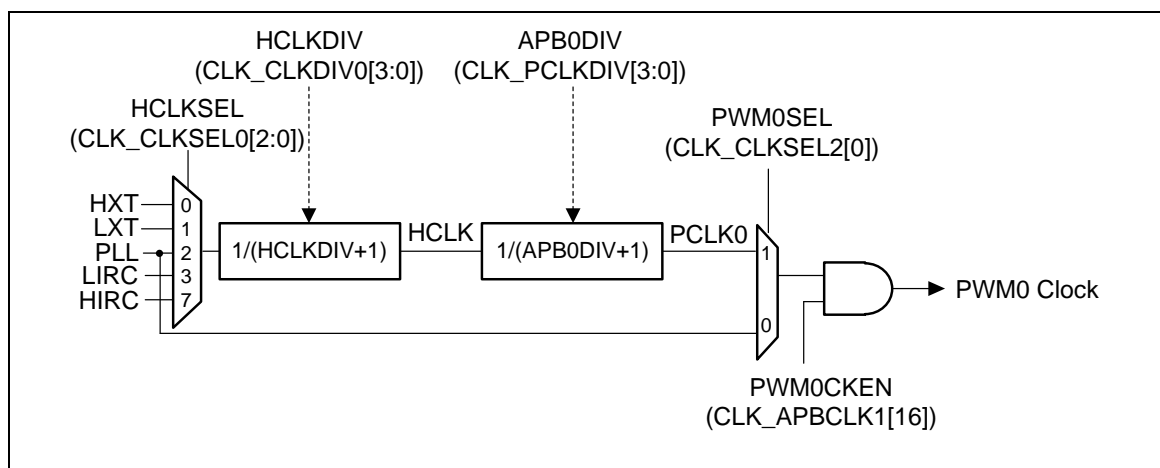 HCLKDIV
(CLK_CLKDIV0[3:0])
APB0DIV
(CLK_PCLKDIV[3:0])
HCLKSEL
(CLK_CLKSEL0[2:0])
PWM0SEL
(CLK_CLKSEL2[0])
HXT
0
LXT
1
PLL
2
LIRC
3
HIRC
7
1/(HCLKDIV+1)
HCLK
1/(APB0DIV+1)
PCLK0
1
0
PWM0 Clock
PWM0CKEN
(CLK_APBCLK1[16])